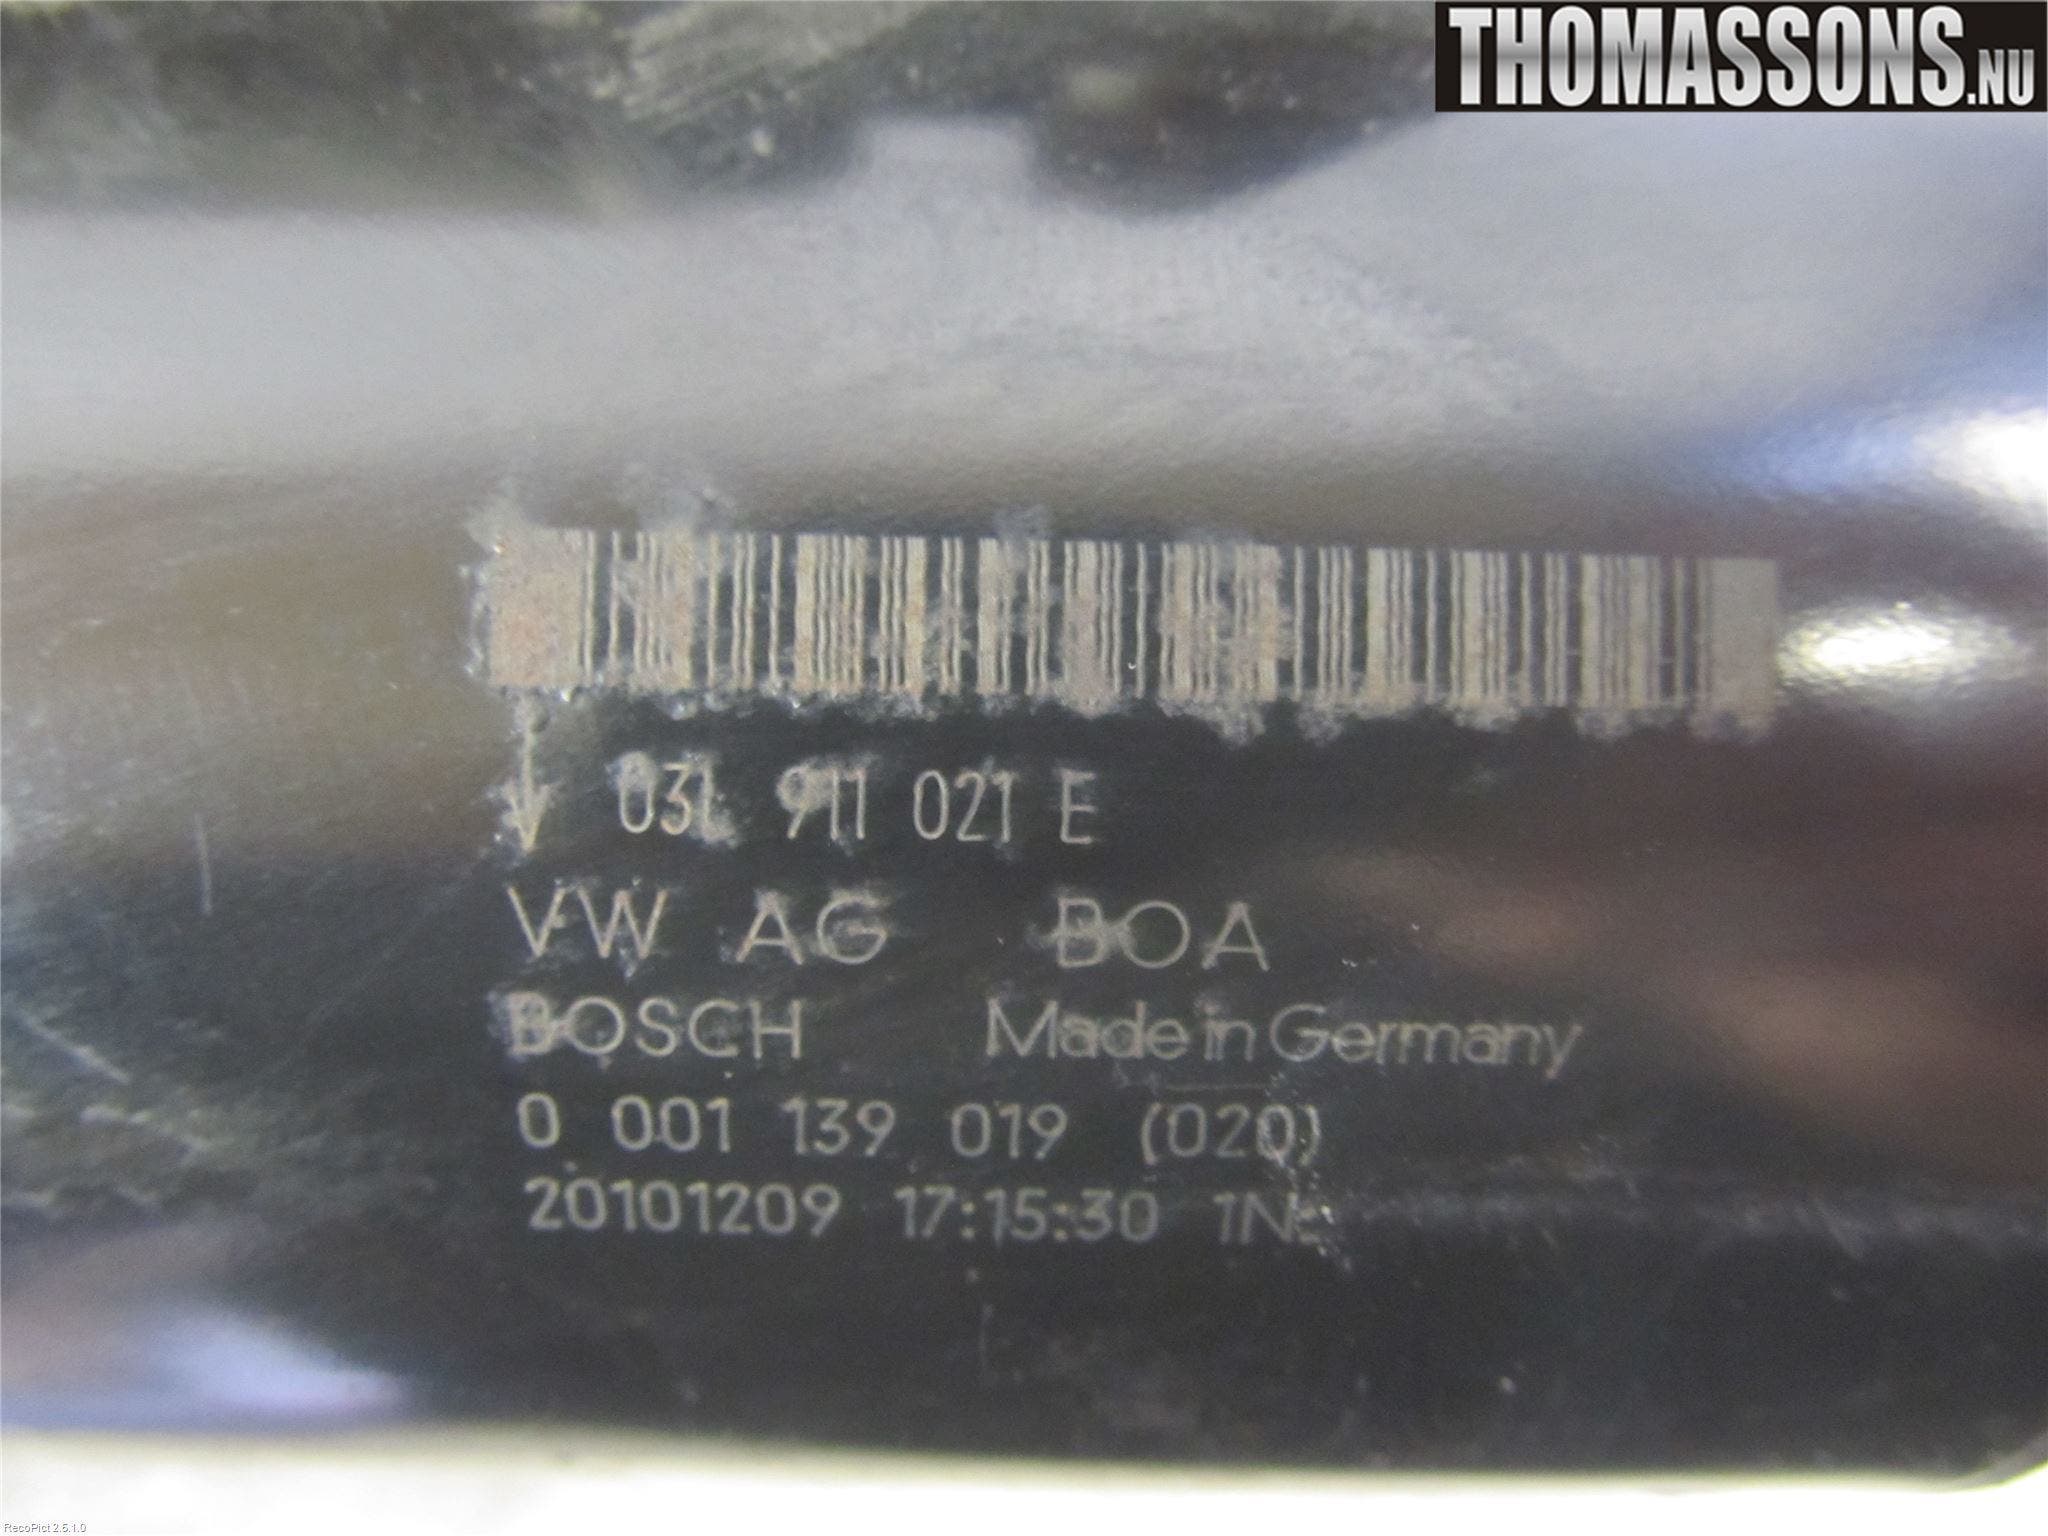 THOMASSONS.NU
03L 911 021 E
VW AG BOA
BOSCH Made in Germany
0 001 139 019 (020)
20101209 17:15:30
RecoPict 2.5.1.0